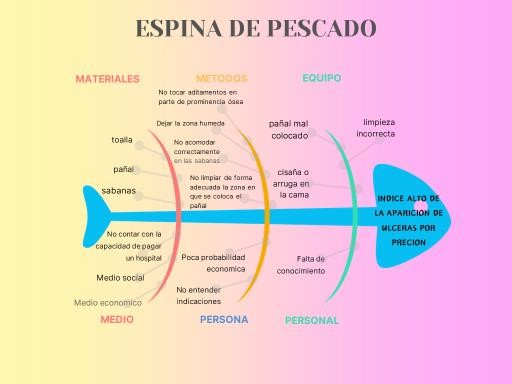 ESPINA DE PESCADO
MATERIALES
METODOS
EQUIPO
No tocar aditamentos en
parte de prominencia ósea
Dejar la zona humeda
No acomodar
correctamente
en las sabanas
No limpiar de forma
adecuada la zona en
que se coloca el
pañal
toalla
pañal
sabanas
pañal mal
colocado
limpieza
incorrecta
cisaña o
arruga en
la cama
INDICE ALTO DE
LA APARICIÓN DE
ULCERAS POR
PRECION
No contar con la
capacidad de pagar
un hospital
Medio social
Medio economico
Poca probabilidad
economica
No entender
indicaciones
Falta de
conocimiento
MEDIO
PERSONA
PERSONAL